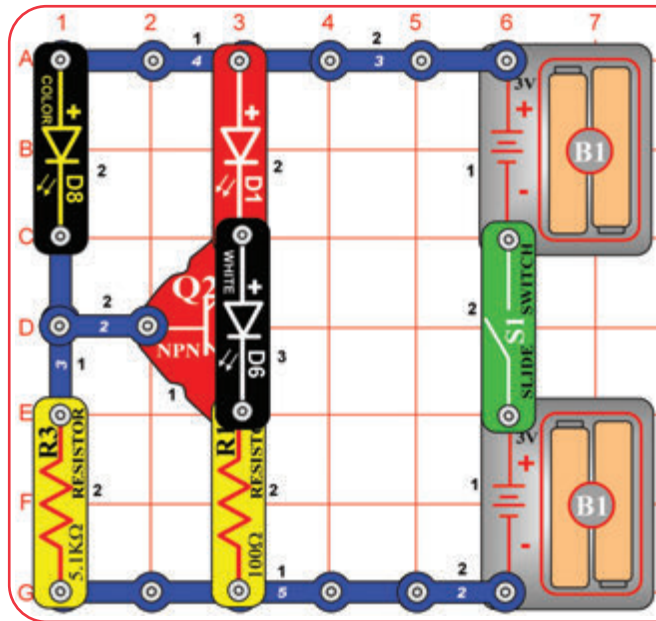 1 2 3 4 5 6 7
A
B
C
D
E
F
G
1
4
2
3
COLOR
+
D8
2
+
D1
2
3V
+
-
1
B1
Q2
NPN
1
WHITE
+
D6
3
2
2
3
1
2
S1
SLIDE SWITCH
R3
RESISTOR
5.1KΩ
2
R1
RESISTOR
100Ω
2
3V
+
-
1
B1
1
5
2
2